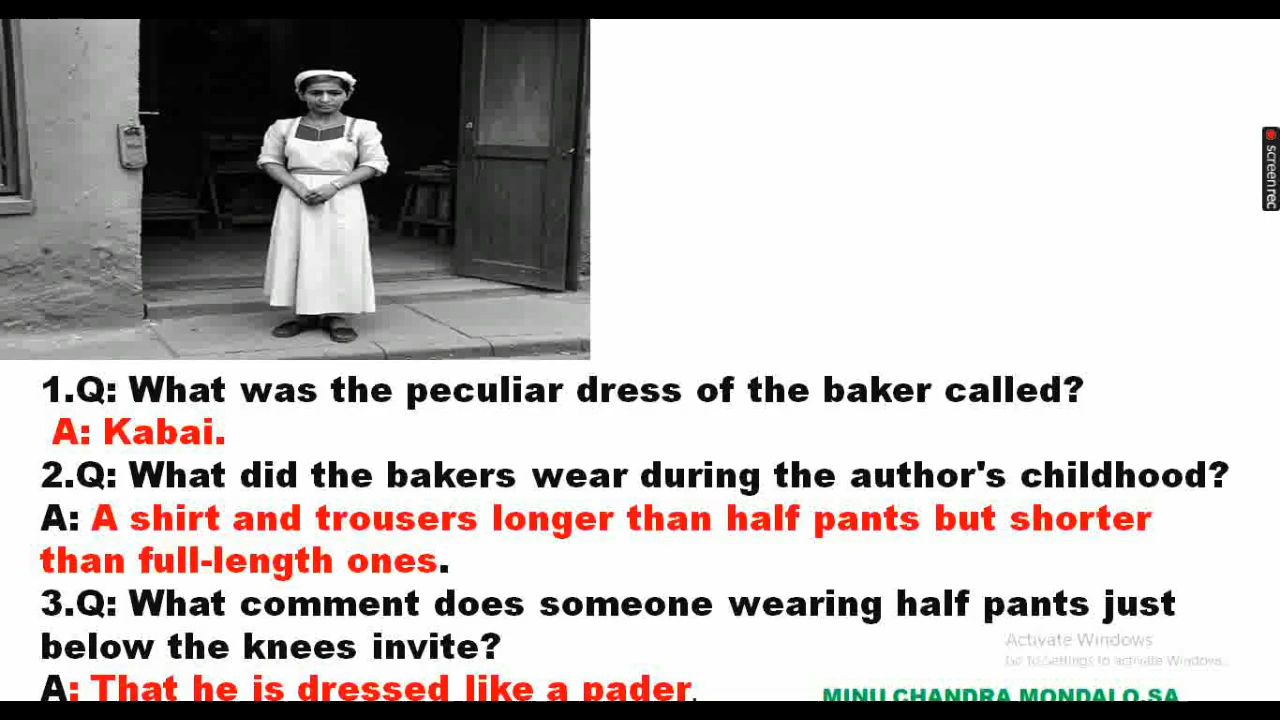 screenrec
1.Q: What was the peculiar dress of the baker called?
A: Kabai.
2.Q: What did the bakers wear during the author's childhood?
A: A shirt and trousers longer than half pants but shorter
than full-length ones.
3.Q: What comment does someone wearing half pants just
below the knees invite?
Activate Windows
Go to Settings to activate Windows.
A: That he is dressed like a pader.
MINU CHANDRA MONDALO.SA